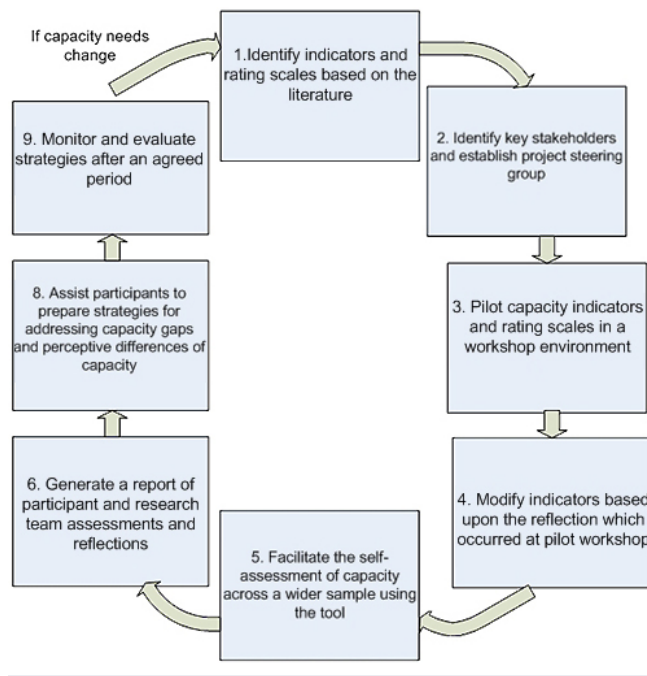 If capacity needs
change
1.Identify indicators and
rating scales based on the
literature
2. Identify key stakeholders
and establish project steering
group
3. Pilot capacity indicators
and rating scales in a
workshop environment
4. Modify indicators based
upon the reflection which
occurred at pilot workshop
5. Facilitate the self-
assessment of capacity
across a wider sample using
the tool
6. Generate a report of
participant and research
team assessments and
reflections
8. Assist participants to
prepare strategies for
addressing capacity gaps
and perceptive differences of
capacity
9. Monitor and evaluate
strategies after an agreed
period